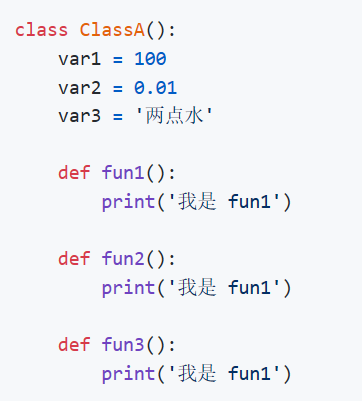 class ClassA():
    var1 = 100
    var2 = 0.01
    var3 = '两点水'

    def fun1():
        print('我是 fun1')

    def fun2():
        print('我是 fun1')

    def fun3():
        print('我是 fun1')